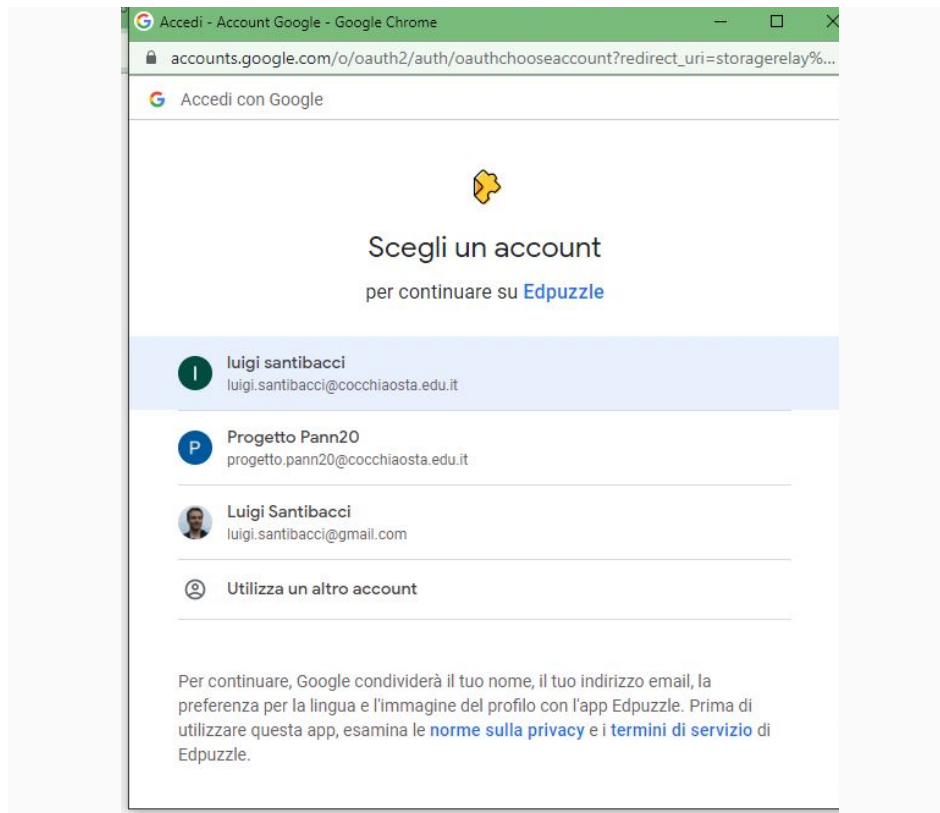 Accedi - Account Google - Google Chrome
accounts.google.com/o/oauth2/auth/oauthchooseaccount?redirect_uri=storagerelay%...
Accedi con Google
Scegli un account
per continuare su Edpuzzle
l
luigi santibacci
luigi.santibacci@cocchiaosta.edu.it
P
Progetto Pann20
progetto.pann20@cocchiaosta.edu.it
Luigi Santibacci
luigi.santibacci@gmail.com
Utilizza un altro account
Per continuare, Google condividerà il tuo nome, il tuo indirizzo email, la
preferenza per la lingua e l'immagine del profilo con l'app Edpuzzle. Prima di
utilizzare questa app, esamina le norme sulla privacy e i termini di servizio di
Edpuzzle.